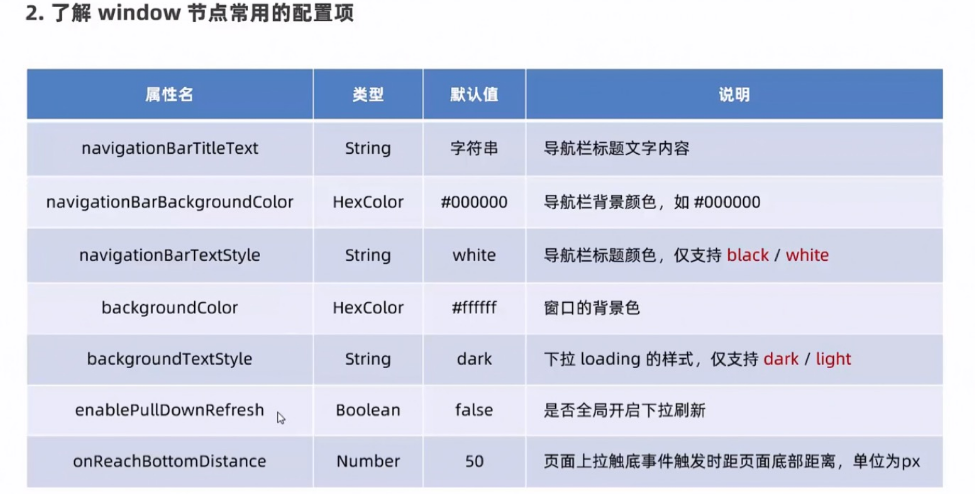 2. 了解 window 节点常用的配置项
属性名 类型 默认值 说明
navigationBarTitleText String 字符串 导航栏标题文字内容
navigationBarBackgroundColor HexColor #000000 导航栏背景颜色，如 #000000
navigationBarTextStyle String white 导航栏标题颜色，仅支持 black / white
backgroundColor HexColor #ffffff 窗口的背景色
backgroundTextStyle String dark 下拉 loading 的样式，仅支持 dark / light
enablePullDownRefresh Boolean false 是否全局开启下拉刷新
onReachBottomDistance Number 50 页面上拉触底事件触发时距页面底部距离，单位为px